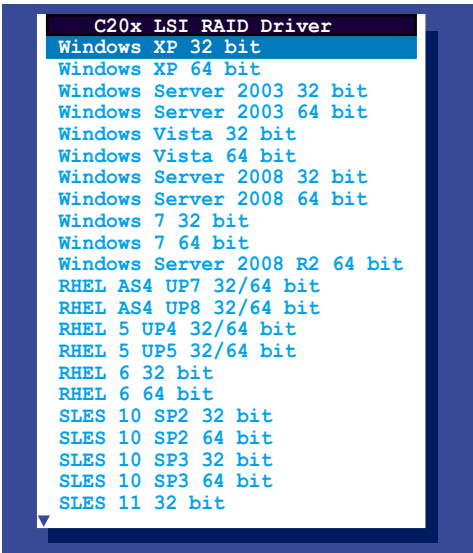 C20x LSI RAID Driver
Windows XP 32 bit
Windows XP 64 bit
Windows Server 2003 32 bit
Windows Server 2003 64 bit
Windows Vista 32 bit
Windows Vista 64 bit
Windows Server 2008 32 bit
Windows Server 2008 64 bit
Windows 7 32 bit
Windows 7 64 bit
Windows Server 2008 R2 64 bit
RHEL AS4 UP7 32/64 bit
RHEL AS4 UP8 32/64 bit
RHEL 5 UP4 32/64 bit
RHEL 5 UP5 32/64 bit
RHEL 6 32 bit
RHEL 6 64 bit
SLES 10 SP2 32 bit
SLES 10 SP2 64 bit
SLES 10 SP3 32 bit
SLES 10 SP3 64 bit
SLES 11 32 bit